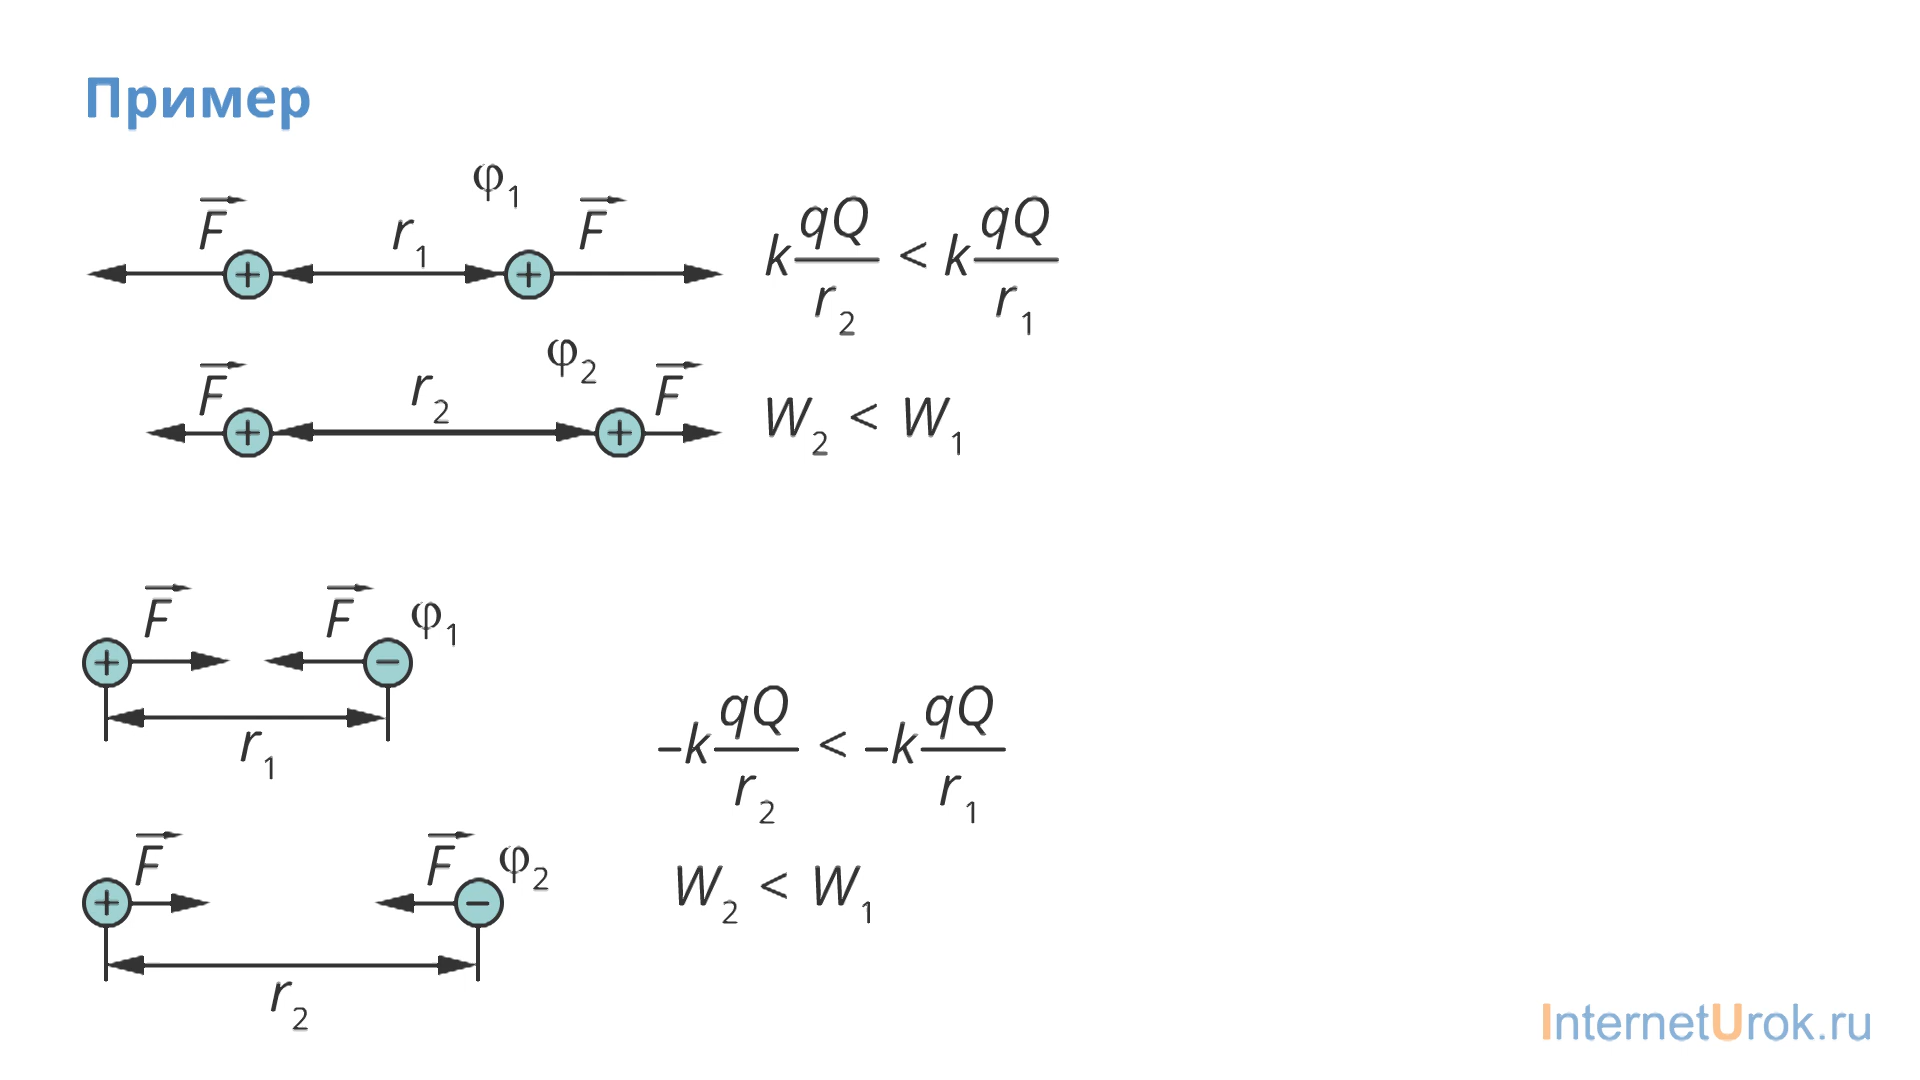 Пример
F F
r₁ φ₁
k qQ/r₂ < k qQ/r₁
F F
r₂ φ₂
W₂ < W₁
F F φ₁
r₁
–k qQ/r₂ < –k qQ/r₁
F F φ₂
r₂
W₂ < W₁
InternetUrok.ru